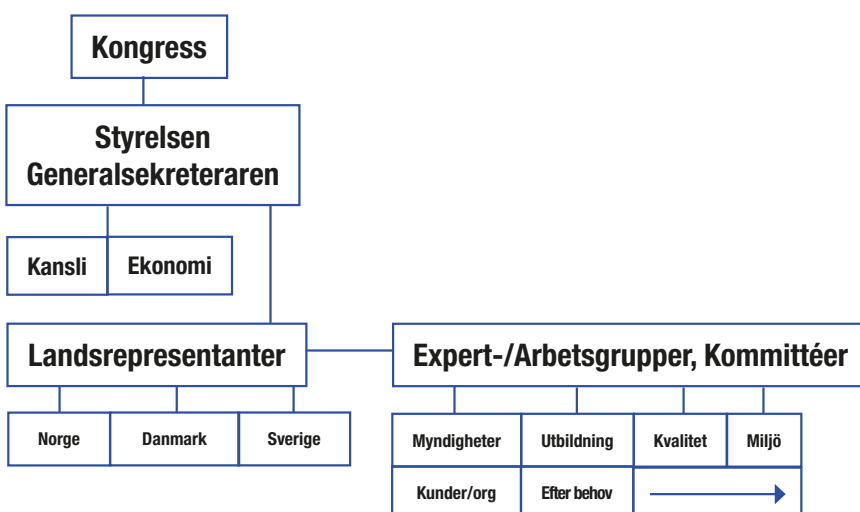 Kongress
Styrelsen
Generalsekreteraren
Kansli
Ekonomi
Landsrepresentanter
Expert-/Arbetsgrupper, Kommittéer
Norge
Danmark
Sverige
Myndigheter
Utbildning
Kvalitet
Miljö
Kunder/org
Efter behov